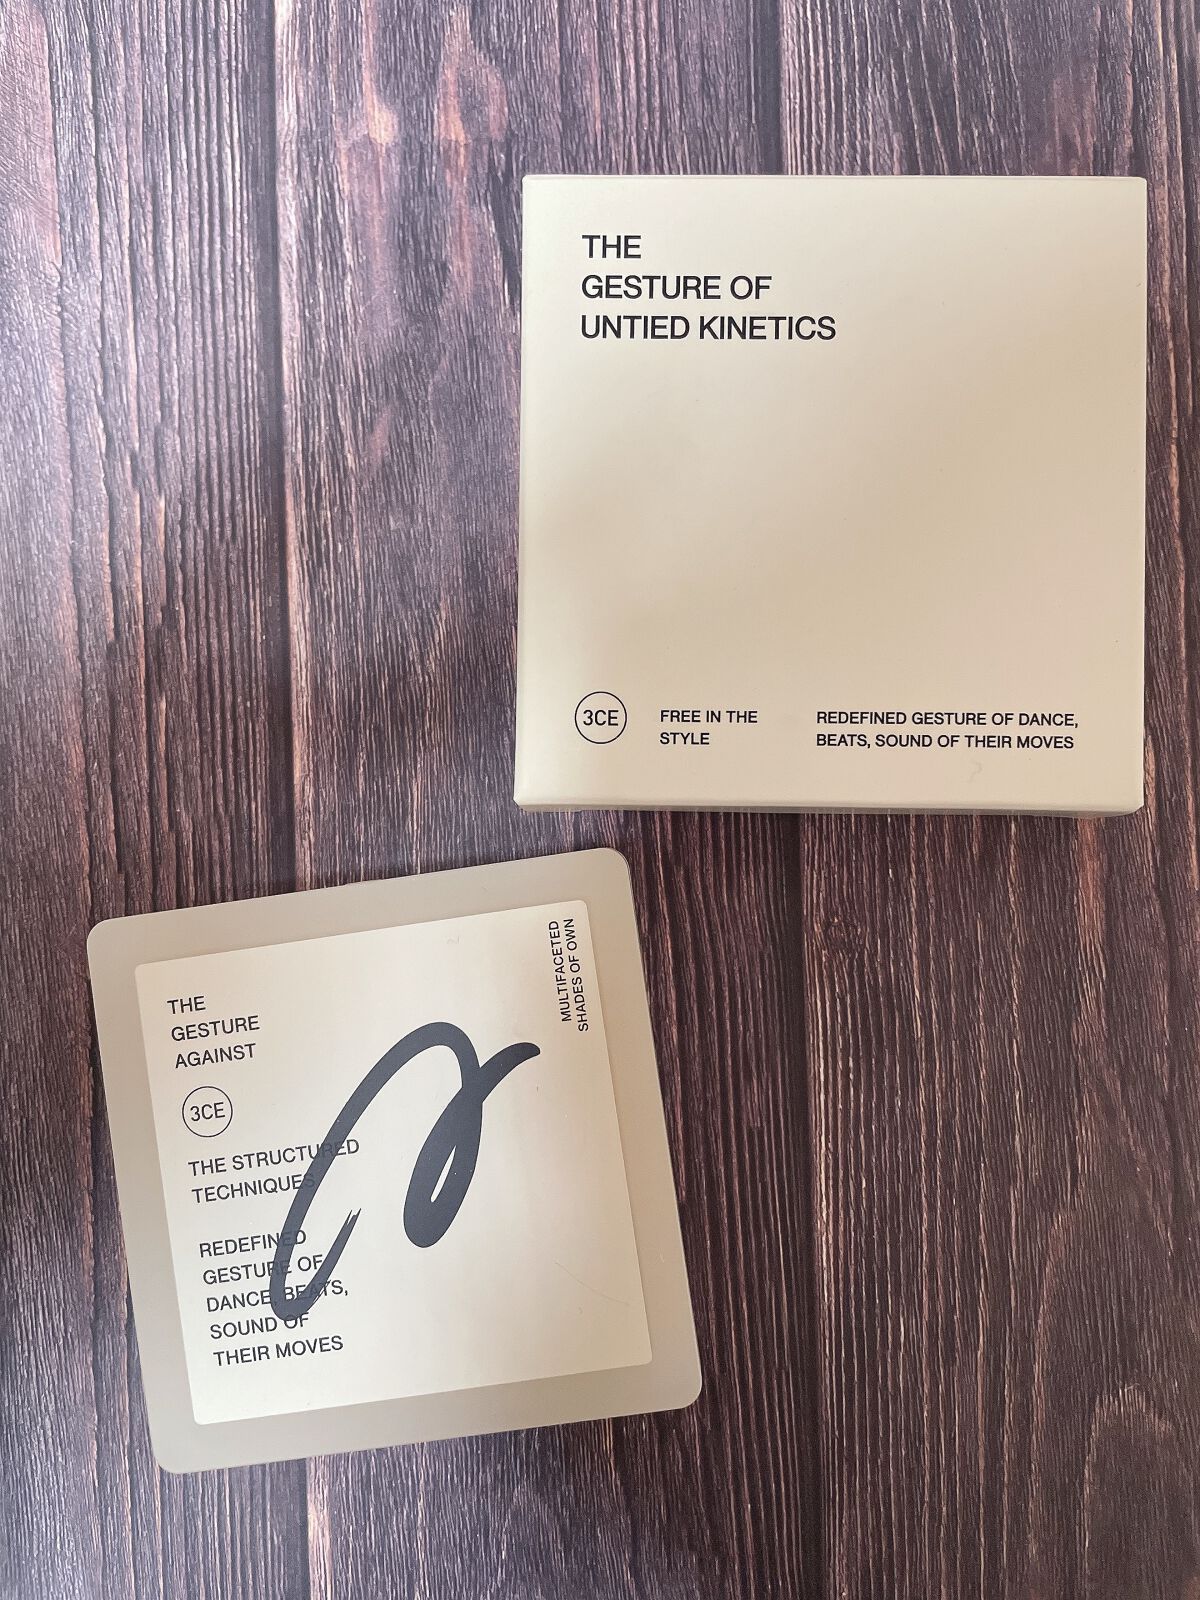 THE
GESTURE OF
UNTIED KINETICS
3CE
FREE IN THE
STYLE
REDEFINED GESTURE OF DANCE,
BEATS, SOUND OF THEIR MOVES
MULTIFACETED
SHADES OF OWN
THE
GESTURE
AGAINST
3CE
THE STRUCTURED
TECHNIQUES
REDEFINED
GESTURE OF
DANCE, BEATS,
SOUND OF
THEIR MOVES